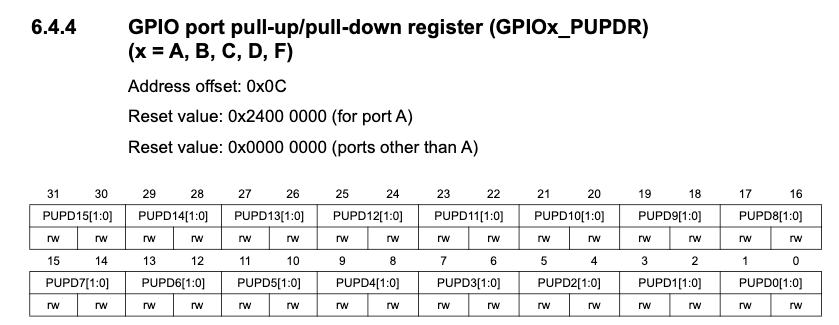 6.4.4 GPIO port pull-up/pull-down register (GPIOx_PUPDR)
(x = A, B, C, D, F)
Address offset: 0x0C
Reset value: 0x2400 0000 (for port A)
Reset value: 0x0000 0000 (ports other than A)
31 30 29 28 27 26 25 24 23 22 21 20 19 18 17 16
PUPD15[1:0] PUPD14[1:0] PUPD13[1:0] PUPD12[1:0] PUPD11[1:0] PUPD10[1:0] PUPD9[1:0] PUPD8[1:0]
rw rw rw rw rw rw rw rw rw rw rw rw rw rw rw rw
15 14 13 12 11 10 9 8 7 6 5 4 3 2 1 0
PUPD7[1:0] PUPD6[1:0] PUPD5[1:0] PUPD4[1:0] PUPD3[1:0] PUPD2[1:0] PUPD1[1:0] PUPD0[1:0]
rw rw rw rw rw rw rw rw rw rw rw rw rw rw rw rw